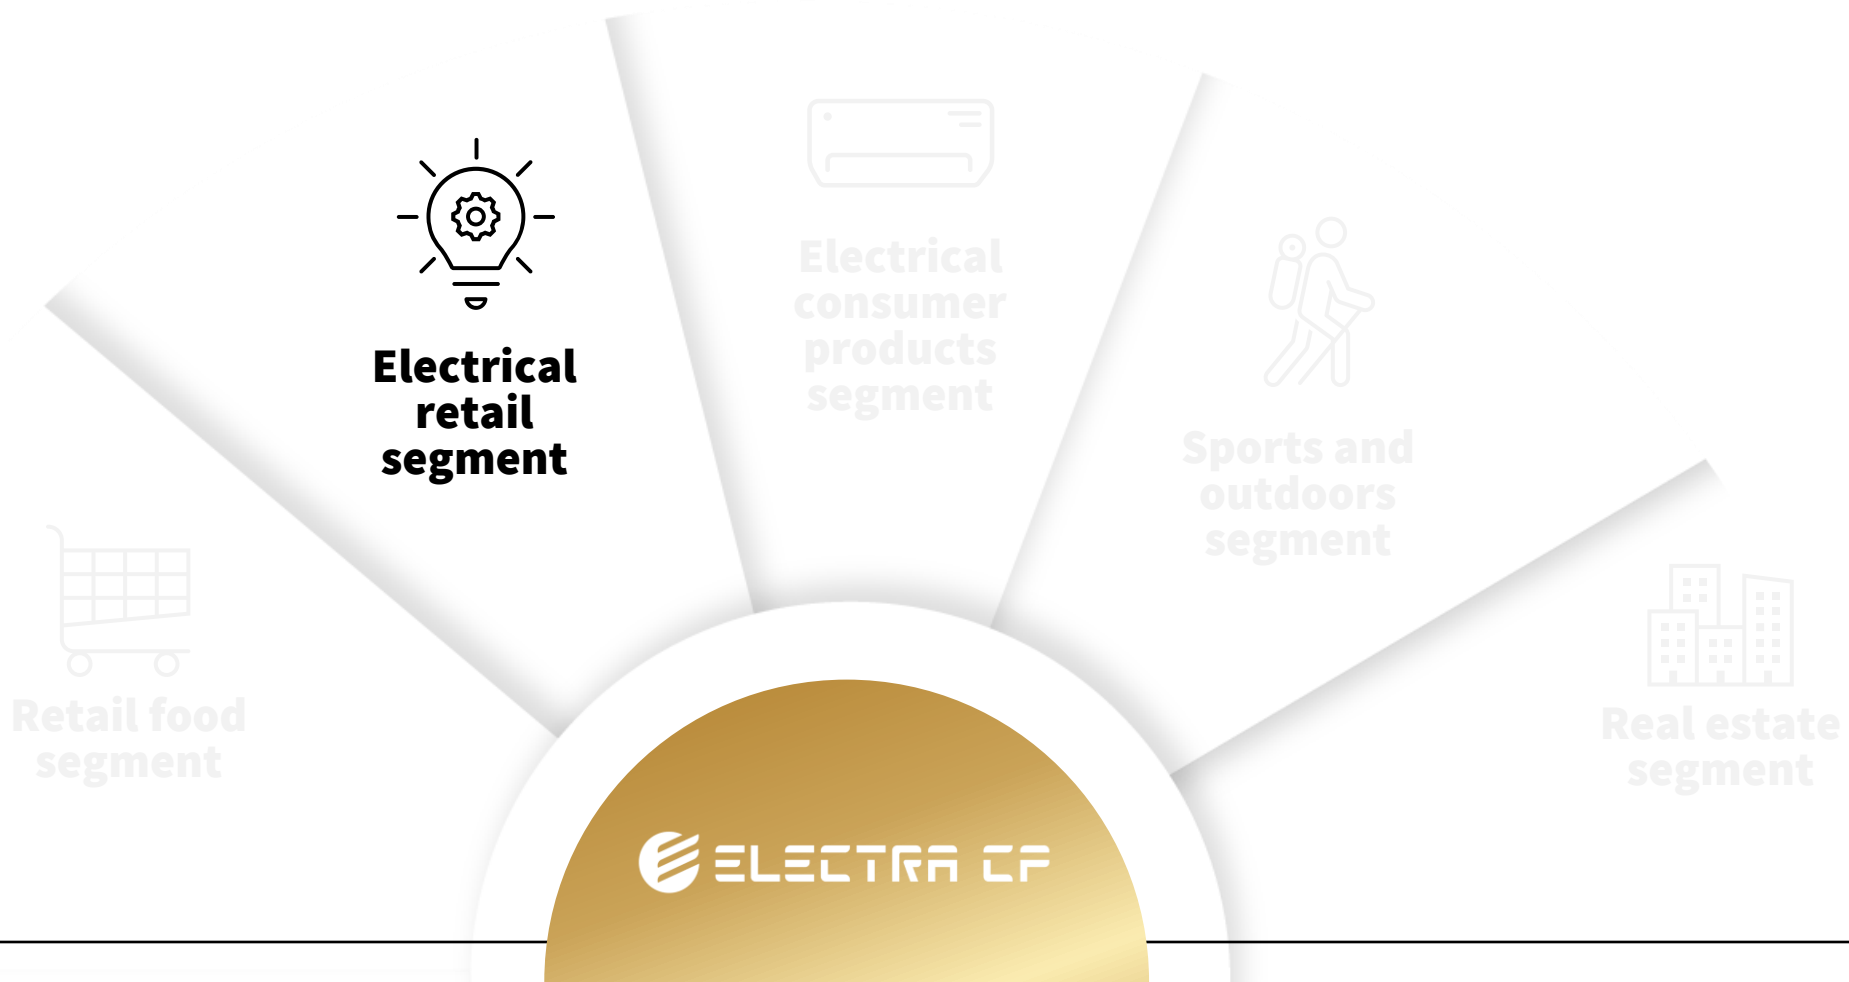 Electrical
retail
segment
Electrical
consumer
products
segment
Sports and
outdoors
segment
Retail food
segment
Real estate
segment
ELECTRA CP